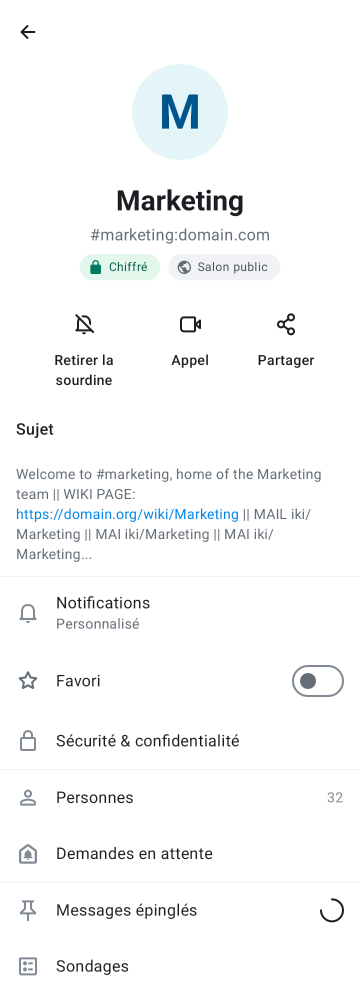 M
Marketing
#marketing:domain.com
Chiffré
Salon public
Retirer la
sourdine
Appel
Partager
Sujet
Welcome to #marketing, home of the Marketing
team || WIKI PAGE:
https://domain.org/wiki/Marketing || MAIL iki/
Marketing || MAI iki/Marketing || MAI iki/
Marketing...
Notifications
Personnalisé
Favori
Sécurité & confidentialité
Personnes 32
Demandes en attente
Messages épinglés
Sondages